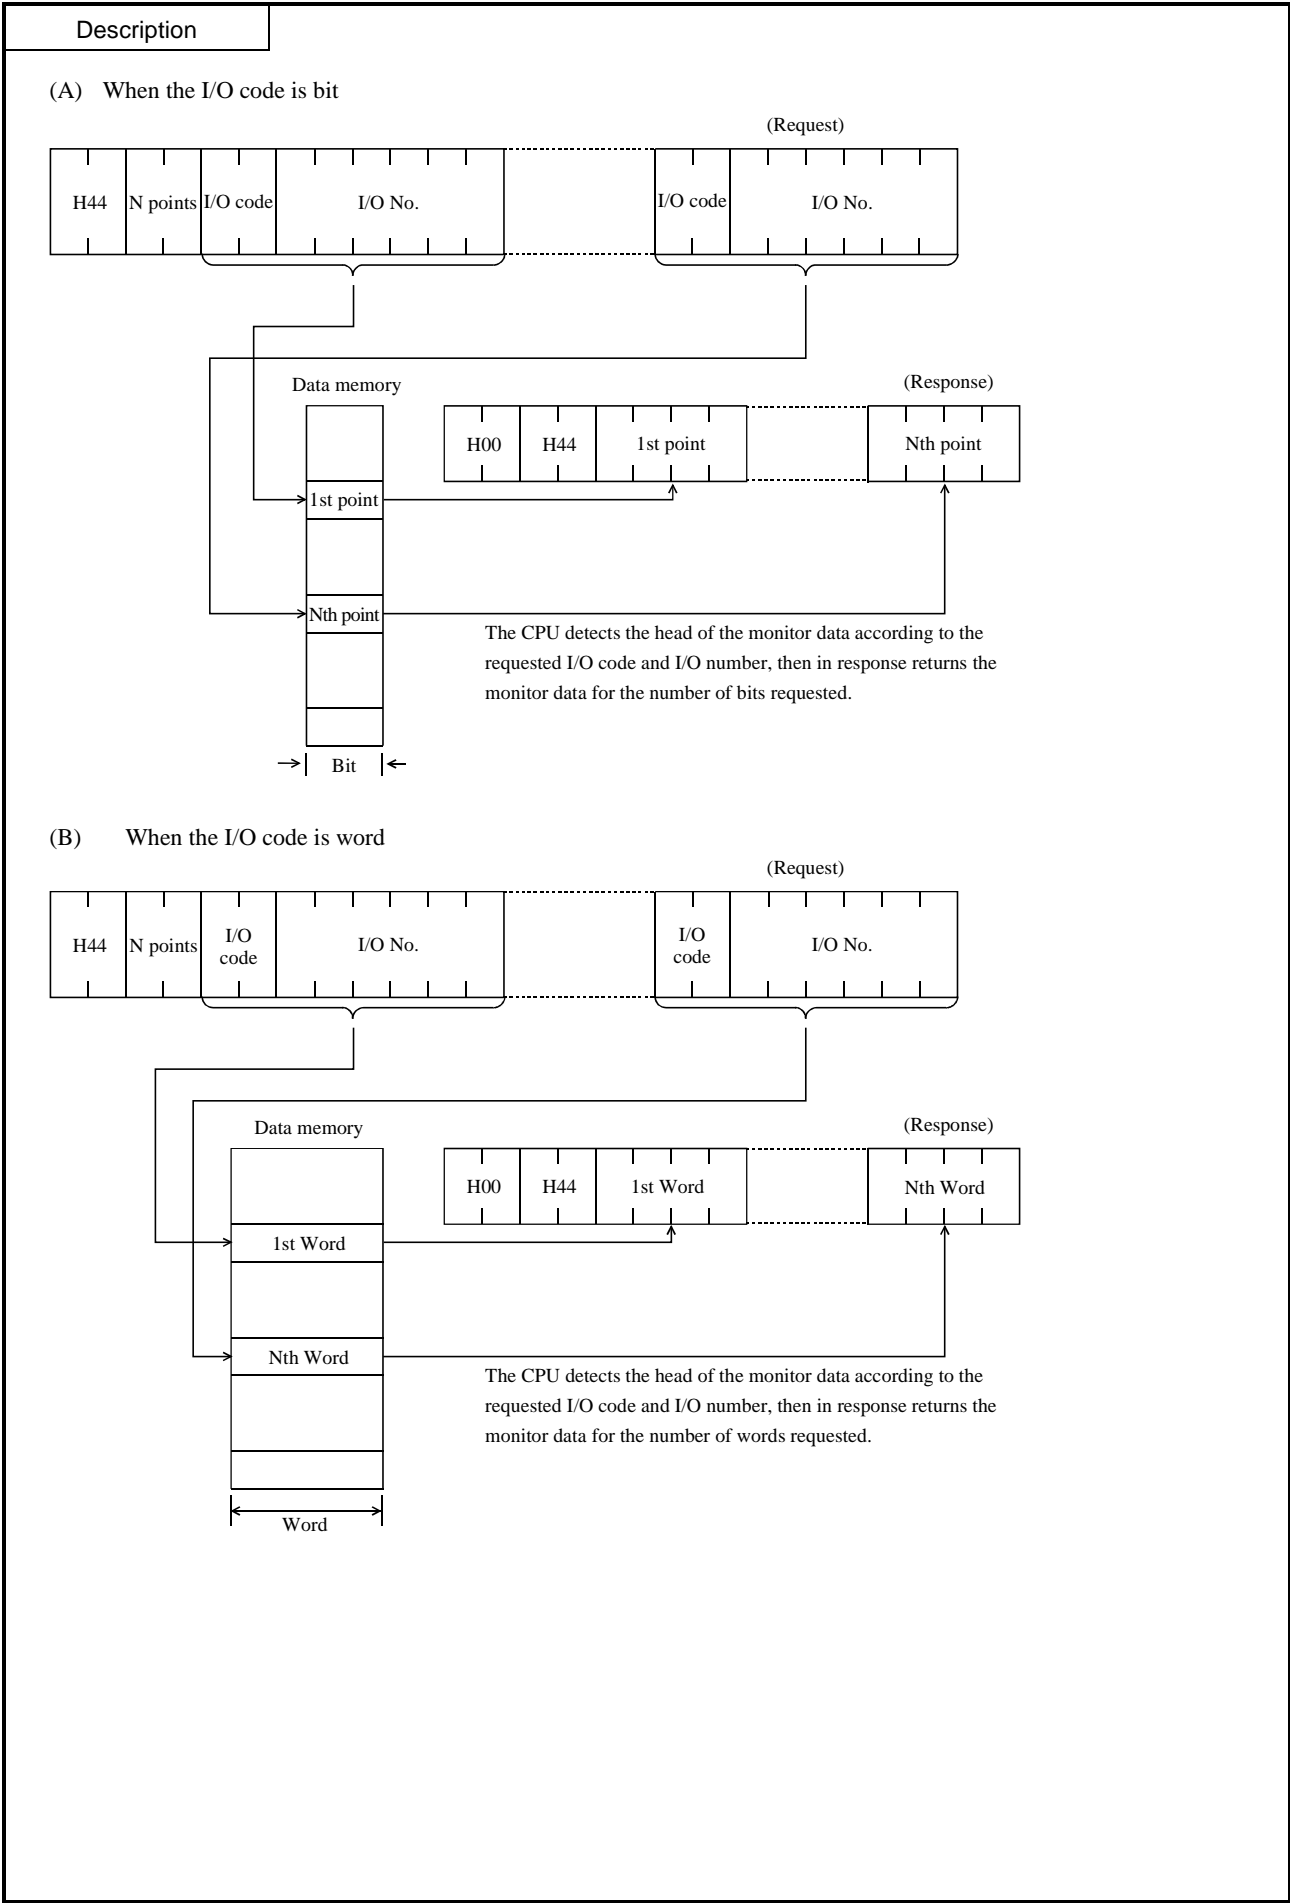 Description
(A) When the I/O code is bit
(Request)
H44 N points I/O code I/O No. I/O code I/O No.
Data memory
(Response)
H00 H44 1st point Nth point
1st point
Nth point
The CPU detects the head of the monitor data according to the
requested I/O code and I/O number, then in response returns the
monitor data for the number of bits requested.
Bit
(B) When the I/O code is word
(Request)
H44 N points I/O code I/O No. I/O code I/O No.
Data memory
(Response)
H00 H44 1st Word Nth Word
1st Word
Nth Word
The CPU detects the head of the monitor data according to the
requested I/O code and I/O number, then in response returns the
monitor data for the number of words requested.
Word